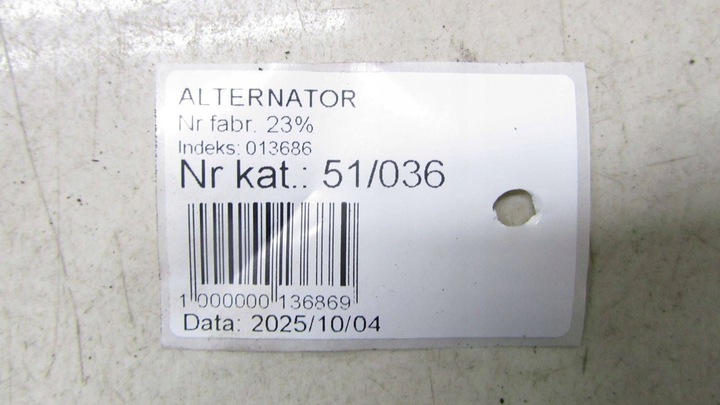 ALTERNATOR
Nr fabr. 23%
Indeks: 013686
Nr kat.: 51/036
1 000000 136869
Data: 2025/10/04